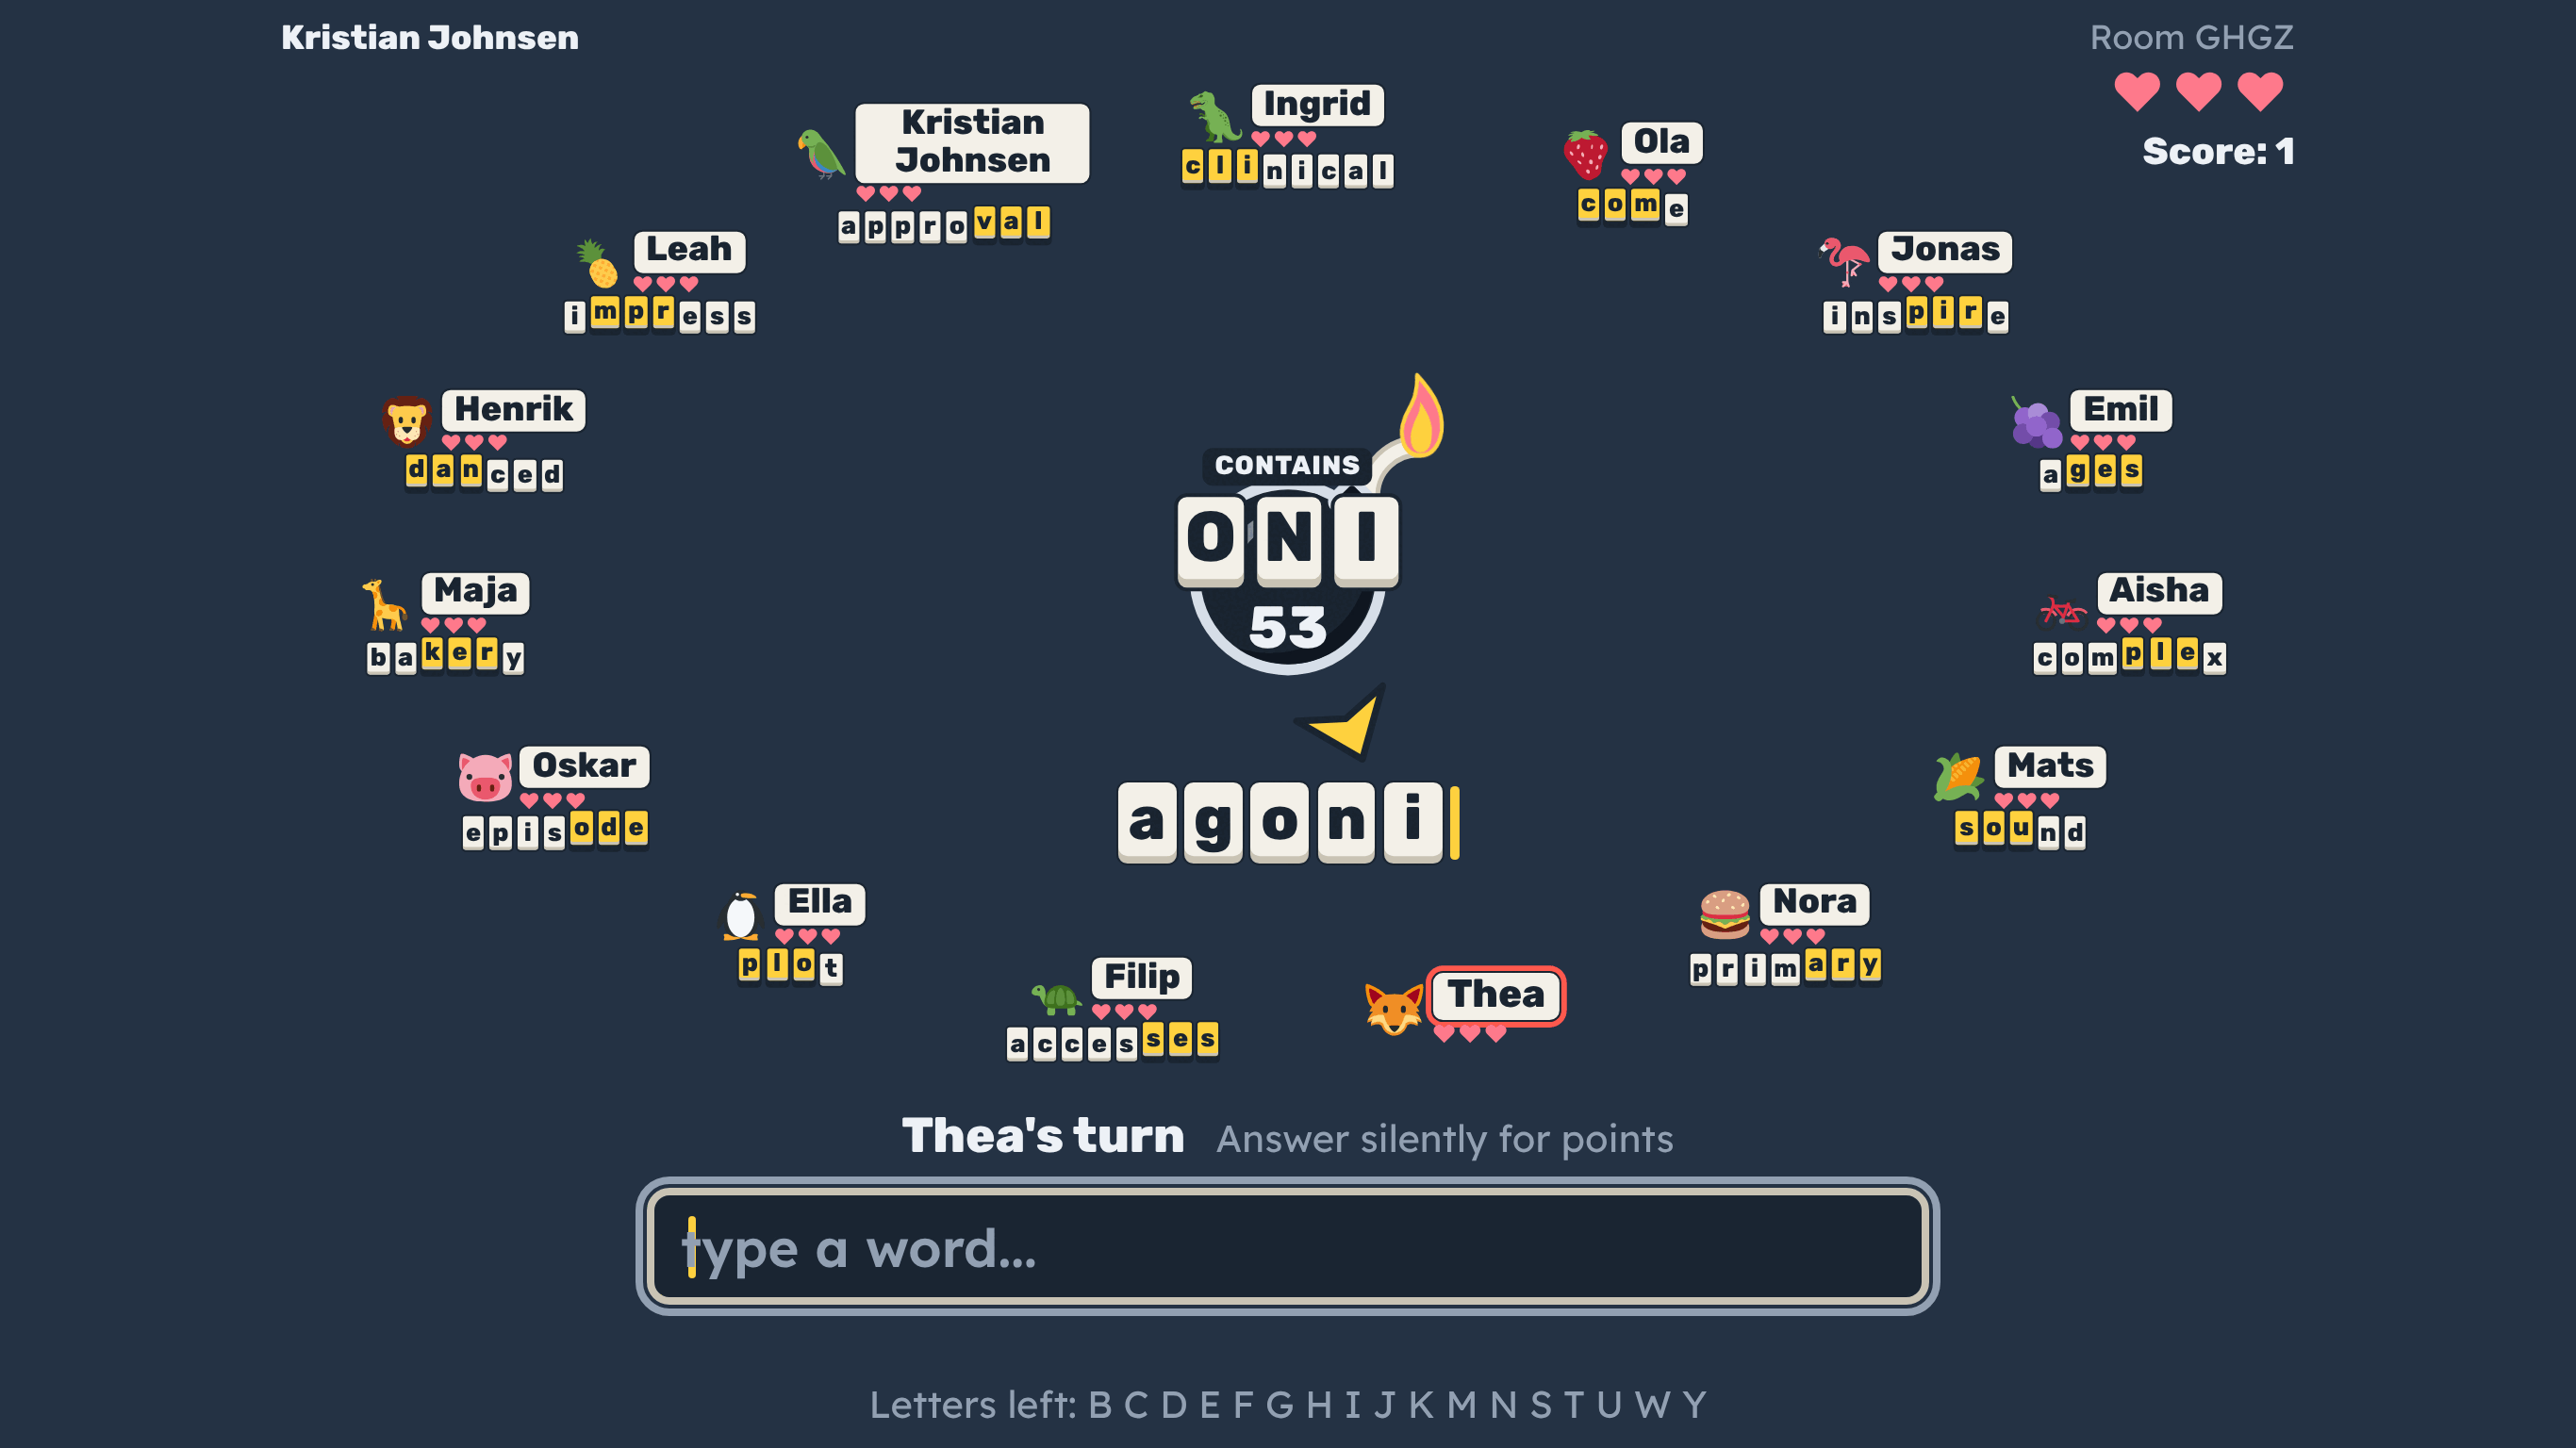 Kristian Johnsen
Room GHGZ
Score: 1
Ingrid
clinical
Kristian
Johnsen
approval
Ola
come
Leah
impress
Jonas
inspire
Henrik
danced
Emil
ages
CONTAINS
ONI
53
Maja
bakery
Aisha
complex
Oskar
episode
agoni
Mats
sound
Ella
plot
Nora
primary
Filip
accesses
Thea
Thea's turn
Answer silently for points
type a word...
Letters left: B C D E F G H I J K M N S T U W Y